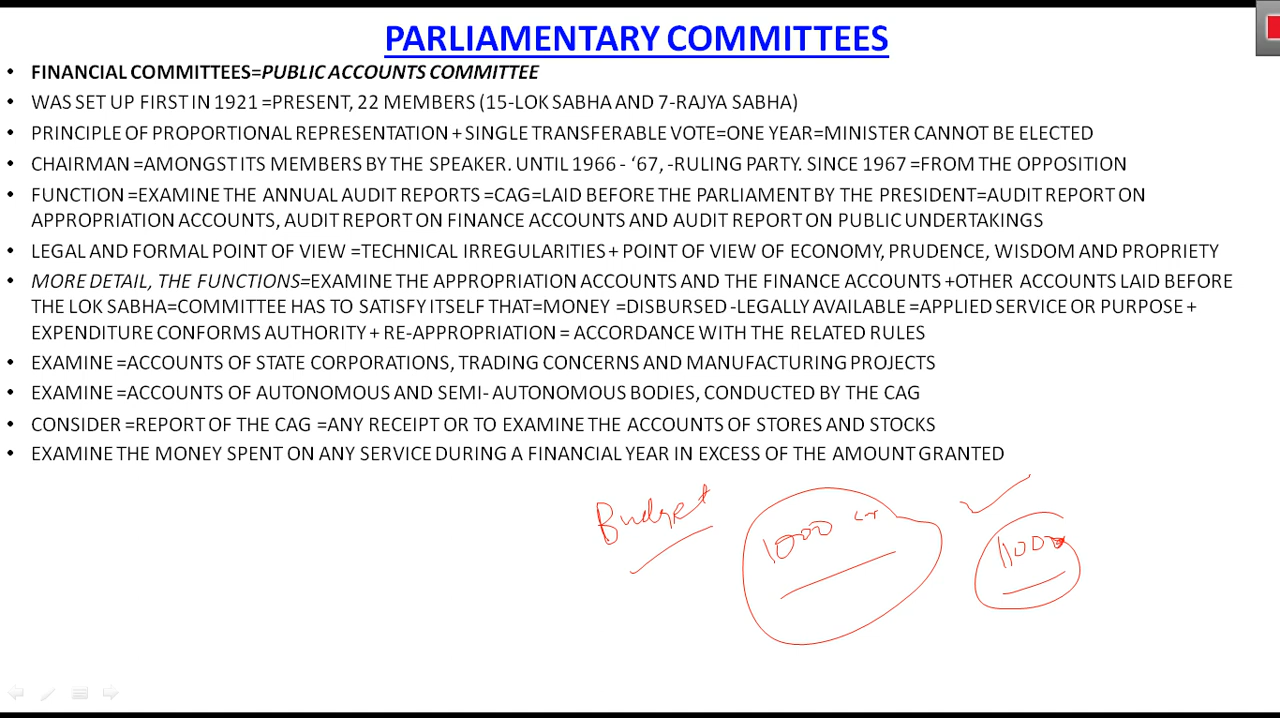 PARLIAMENTARY COMMITTEES
• FINANCIAL COMMITTEES=PUBLIC ACCOUNTS COMMITTEE
• WAS SET UP FIRST IN 1921 =PRESENT, 22 MEMBERS (15-LOK SABHA AND 7-RAJYA SABHA)
• PRINCIPLE OF PROPORTIONAL REPRESENTATION + SINGLE TRANSFERABLE VOTE=ONE YEAR=MINISTER CANNOT BE ELECTED
• CHAIRMAN =AMONGST ITS MEMBERS BY THE SPEAKER. UNTIL 1966 - ‘67, -RULING PARTY. SINCE 1967 =FROM THE OPPOSITION
• FUNCTION =EXAMINE THE ANNUAL AUDIT REPORTS =CAG=LAID BEFORE THE PARLIAMENT BY THE PRESIDENT=AUDIT REPORT ON
APPROPRIATION ACCOUNTS, AUDIT REPORT ON FINANCE ACCOUNTS AND AUDIT REPORT ON PUBLIC UNDERTAKINGS
• LEGAL AND FORMAL POINT OF VIEW =TECHNICAL IRREGULARITIES + POINT OF VIEW OF ECONOMY, PRUDENCE, WISDOM AND PROPRIETY
• MORE DETAIL, THE FUNCTIONS=EXAMINE THE APPROPRIATION ACCOUNTS AND THE FINANCE ACCOUNTS +OTHER ACCOUNTS LAID BEFORE
THE LOK SABHA=COMMITTEE HAS TO SATISFY ITSELF THAT=MONEY =DISBURSED -LEGALLY AVAILABLE =APPLIED SERVICE OR PURPOSE +
EXPENDITURE CONFORMS AUTHORITY + RE-APPROPRIATION = ACCORDANCE WITH THE RELATED RULES
• EXAMINE =ACCOUNTS OF STATE CORPORATIONS, TRADING CONCERNS AND MANUFACTURING PROJECTS
• EXAMINE =ACCOUNTS OF AUTONOMOUS AND SEMI- AUTONOMOUS BODIES, CONDUCTED BY THE CAG
• CONSIDER =REPORT OF THE CAG =ANY RECEIPT OR TO EXAMINE THE ACCOUNTS OF STORES AND STOCKS
• EXAMINE THE MONEY SPENT ON ANY SERVICE DURING A FINANCIAL YEAR IN EXCESS OF THE AMOUNT GRANTED
Budget 1000 cr